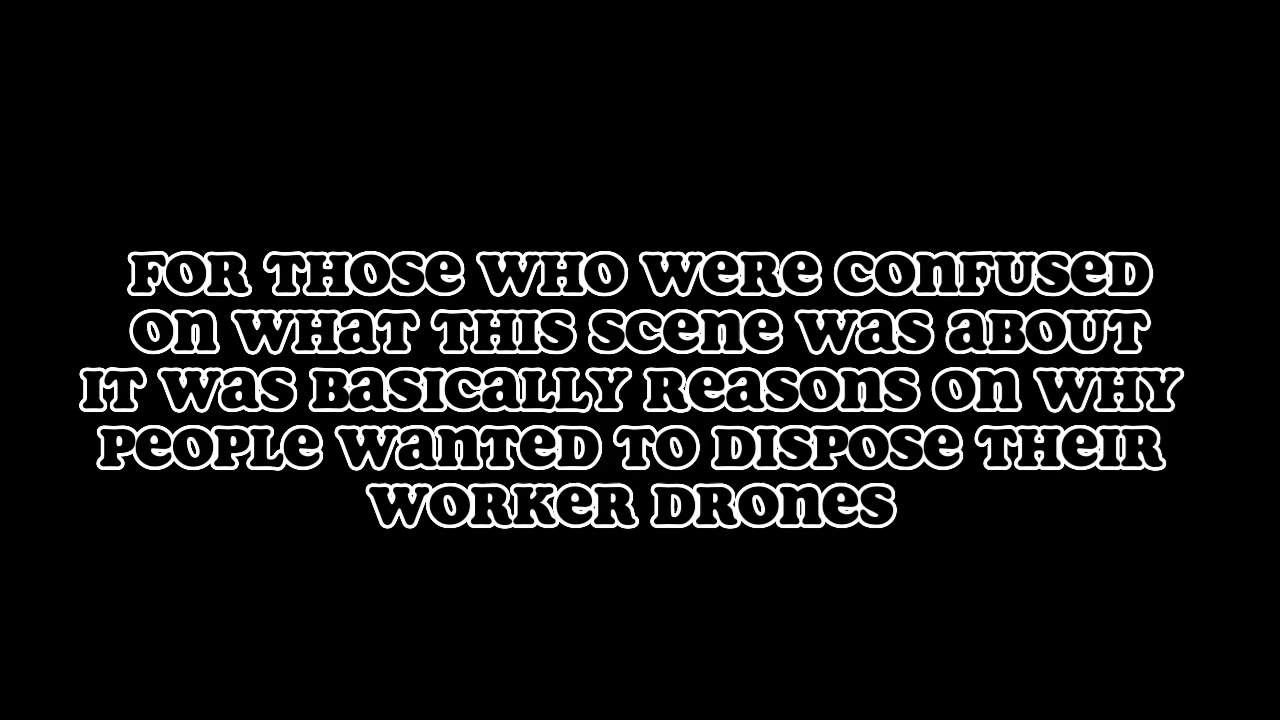 FOR THOSE WHO WERE CONFUSED
ON WHAT THIS SCENE WAS ABOUT
IT WAS BASICALLY REASONS ON WHY
PEOPLE WANTED TO DISPOSE THEIR
WORKER DRONES